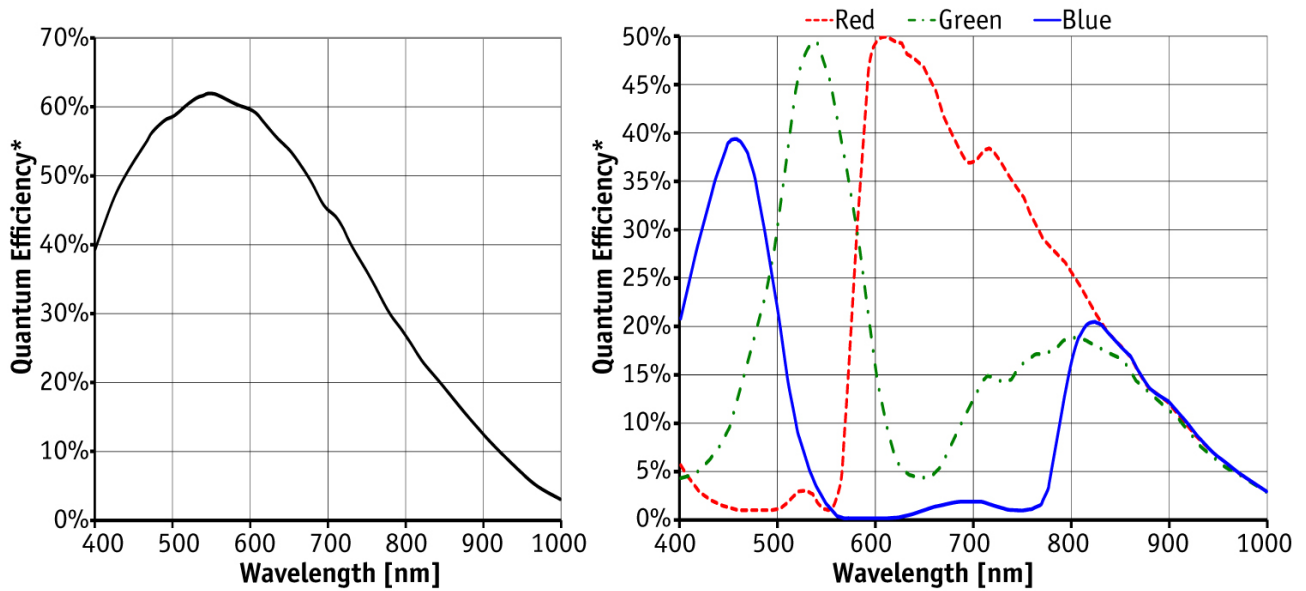 Quantum Efficiency*
70%
60%
50%
40%
30%
20%
10%
0%
400 500 600 700 800 900 1000
Wavelength [nm]
Red Green Blue
Quantum Efficiency*
50%
45%
40%
35%
30%
25%
20%
15%
10%
5%
0%
400 500 600 700 800 900 1000
Wavelength [nm]